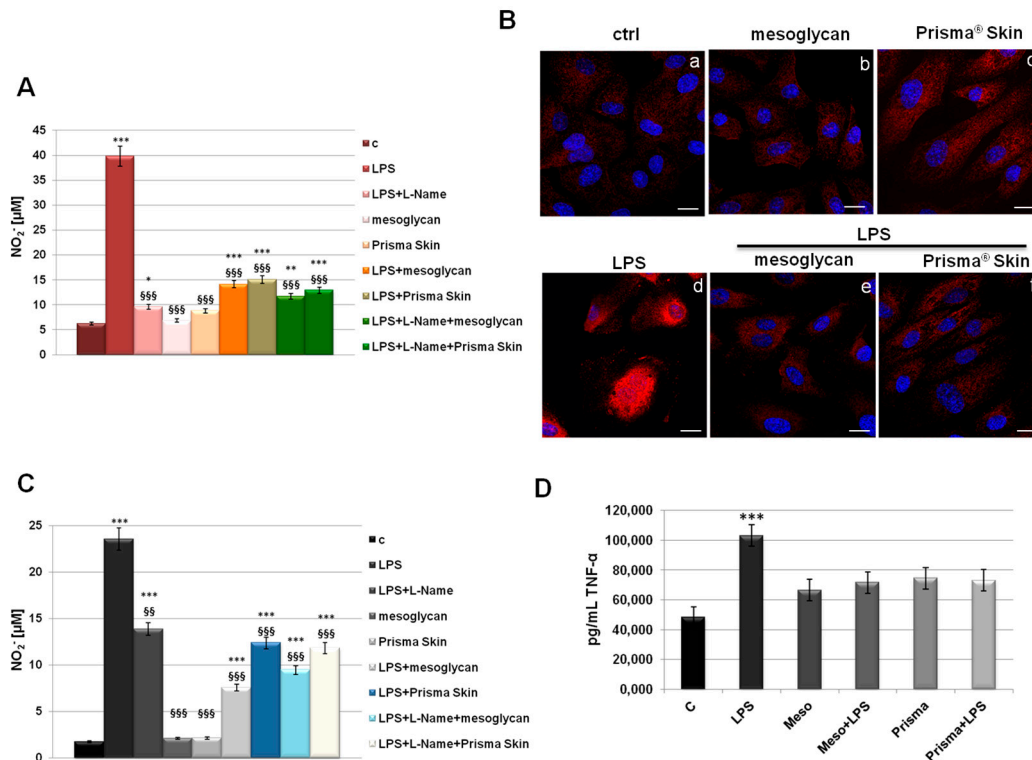 A
45
40
35
30
25
20
15
10
5
0
NO₂⁻ [µM]
***
*
§§§
§§§
§§§
***
§§§
***
§§§
**
§§§
***
§§§
c
LPS
LPS+L-Name
mesoglycan
Prisma Skin
LPS+mesoglycan
LPS+Prisma Skin
LPS+L-Name+mesoglycan
LPS+L-Name+Prisma Skin
B
ctrl
mesoglycan
Prisma® Skin
a
b
LPS
LPS
mesoglycan
Prisma® Skin
d
e
C
25
20
15
10
5
0
NO₂⁻ [µM]
***
***
§§
§§§
§§§
***
§§§
***
§§§
***
§§§
***
§§§
c
LPS
LPS+L-Name
mesoglycan
Prisma Skin
LPS+mesoglycan
LPS+Prisma Skin
LPS+L-Name+mesoglycan
LPS+L-Name+Prisma Skin
D
120,000
100,000
80,000
60,000
40,000
20,000
0,000
pg/mL TNF-α
***
C
LPS
Meso
Meso+LPS
Prisma
Prisma+LPS